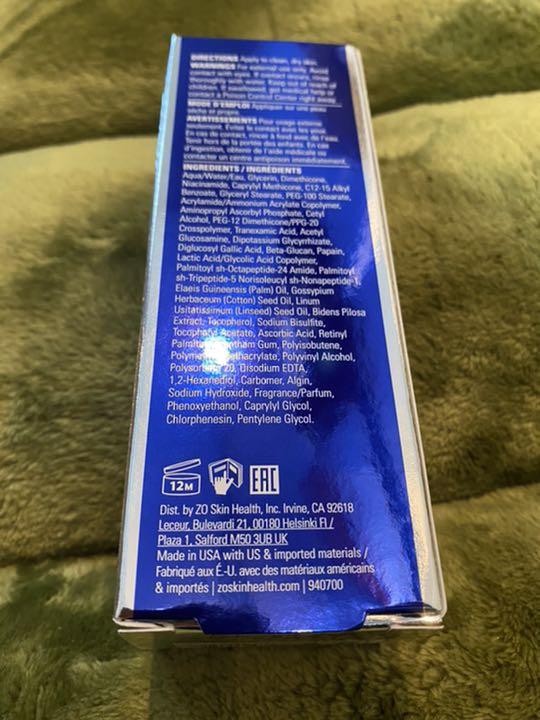 DIRECTIONS Apply to clean, dry skin.
WARNINGS For external use only. Avoid
contact with eyes. If contact occurs, rinse
thoroughly with water. Keep out of reach of
children. If swallowed, get medical help or
contact a Poison Control Center right away.
MODE D'EMPLOI Appliquer sur une peau
sèche et propre.
AVERTISSEMENTS Pour usage externe
seulement. Éviter le contact avec les yeux.
En cas de contact, rincer à fond avec de l'eau.
Tenir hors de la portée des enfants. En cas
d'ingestion, obtenir de l'aide médicale ou
contacter un centre antipoison immédiatement.
INGREDIENTS / INGRÉDIENTS
Aqua/Water/Eau, Glycerin, Dimethicone,
Niacinamide, Caprylyl Methicone, C12-15 Alkyl
Benzoate, Glyceryl Stearate, PEG-100 Stearate,
Acrylamide/Ammonium Acrylate Copolymer,
Aminopropyl Ascorbyl Phosphate, Cetyl
Alcohol, PEG-12 Dimethicone/PPG-20
Crosspolymer, Tranexamic Acid, Acetyl
Glucosamine, Dipotassium Glycyrrhizate,
Diglucosyl Gallic Acid, Beta-Glucan, Papain,
Lactic Acid/Glycolic Acid Copolymer,
Palmitoyl sh-Octapeptide-24 Amide, Palmitoyl
sh-Tripeptide-5 Norisoleucyl sh-Nonapeptide-1,
Elaeis Guineensis (Palm) Oil, Gossypium
Herbaceum (Cotton) Seed Oil, Linum
Usitatissimum (Linseed) Seed Oil, Bidens Pilosa
Extract, Tocopherol, Sodium Bisulfite,
Tocopheryl Acetate, Ascorbic Acid, Retinyl
Gum, Polyisobutene,
Polyvinyl Alcohol,
20, Disodium EDTA,
1,2-Hexanediol, Carbomer, Algin,
Sodium Hydroxide, Fragrance/Parfum,
Phenoxyethanol, Caprylyl Glycol,
Chlorphenesin, Pentylene Glycol.
12M
EAC
Dist. by ZO Skin Health, Inc. Irvine, CA 92618
Leceur, Bulevardi 21, 00180 Helsinki FI /
Plaza 1, Salford M50 3UB UK
Made in USA with US & imported materials /
Fabriqué aux É.-U. avec des matériaux américains
& importés | zoskinhealth.com | 940700